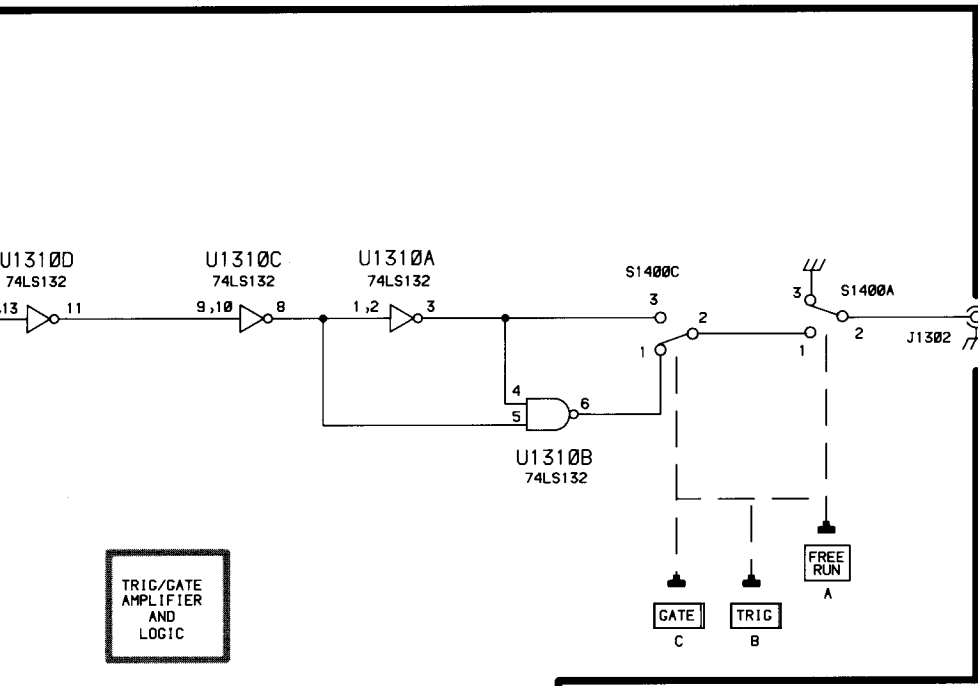 U1310D
74LS132
13
11
U1310C
74LS132
9,10
8
U1310A
74LS132
1,2
3
S1400C
3
2
1
S1400A
3
2
1
J1302
4
5
6
U1310B
74LS132
TRIG/GATE
AMPLIFIER
AND
LOGIC
FREE
RUN
A
GATE
C
TRIG
B